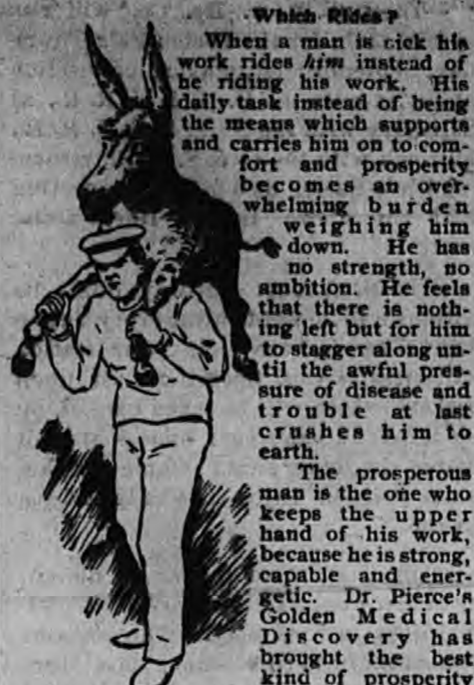 Which Rides?
When a man is sick his
work rides him instead of
he riding his work. His
daily task instead of being
the means which supports
and carries him on to com-
fort and prosperity
becomes an over-
whelming burden
weighing him
down. He has
no strength, no
ambition. He feels
that there is noth-
ing left but for him
to stagger along un-
til the awful pres-
sure of disease and
trouble at last
crushes him to
earth.
The prosperous
man is the one who
keeps the upper
hand of his work,
because he is strong,
capable and ener-
getic. Dr. Pierce's
Golden Medical
Discovery has
brought the best
kind of prosperity